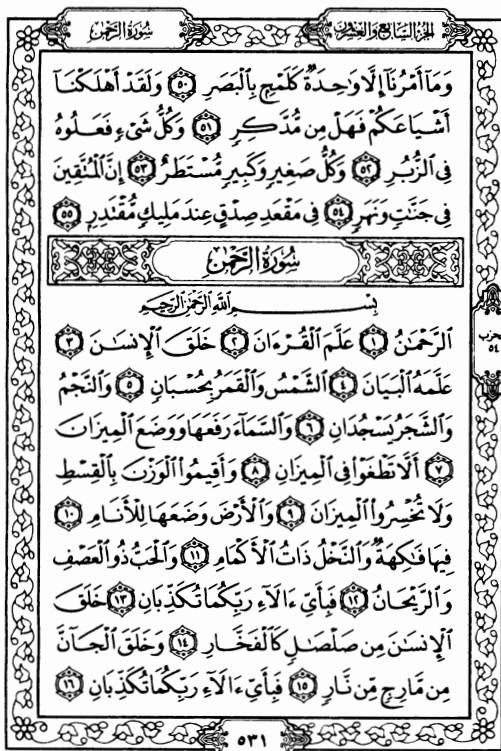 الجزء السابع والعشرون
سُورَةُ الرَّحْمٰن
وَمَآ أَمْرُنَآ إِلَّا وَٰحِدَةٌ كَلَمْحٍۭ بِٱلْبَصَرِ ٥٠ وَلَقَدْ أَهْلَكْنَآ
أَشْيَاعَكُمْ فَهَلْ مِن مُّدَّكِرٍ ٥١ وَكُلُّ شَىْءٍ فَعَلُوهُ
فِى ٱلزُّبُرِ ٥٢ وَكُلُّ صَغِيرٍ وَكَبِيرٍ مُّسْتَطَرٌ ٥٣ إِنَّ ٱلْمُتَّقِينَ
فِى جَنَّٰتٍ وَنَهَرٍ ٥٤ فِى مَقْعَدِ صِدْقٍ عِندَ مَلِيكٍ مُّقْتَدِرٍۭ ٥٥
سُورَةُ الرَّحْمٰن
بِسْمِ ٱللَّهِ ٱلرَّحْمَٰنِ ٱلرَّحِيمِ
ٱلرَّحْمَٰنُ ١ عَلَّمَ ٱلْقُرْءَانَ ٢ خَلَقَ ٱلْإِنسَٰنَ ٣
عَلَّمَهُ ٱلْبَيَانَ ٤ ٱلشَّمْسُ وَٱلْقَمَرُ بِحُسْبَانٍ ٥ وَٱلنَّجْمُ
وَٱلشَّجَرُ يَسْجُدَانِ ٦ وَٱلسَّمَآءَ رَفَعَهَا وَوَضَعَ ٱلْمِيزَانَ
٧ أَلَّا تَطْغَوْا۟ فِى ٱلْمِيزَانِ ٨ وَأَقِيمُوا۟ ٱلْوَزْنَ بِٱلْقِسْطِ
وَلَا تُخْسِرُوا۟ ٱلْمِيزَانَ ٩ وَٱلْأَرْضَ وَضَعَهَا لِلْأَنَامِ ١٠
فِيهَا فَٰكِهَةٌ وَٱلنَّخْلُ ذَاتُ ٱلْأَكْمَامِ ١١ وَٱلْحَبُّ ذُو ٱلْعَصْفِ
وَٱلرَّيْحَانُ ١٢ فَبِأَىِّ ءَالَآءِ رَبِّكُمَا تُكَذِّبَانِ ١٣ خَلَقَ
ٱلْإِنسَٰنَ مِن صَلْصَٰلٍ كَٱلْفَخَّارِ ١٤ وَخَلَقَ ٱلْجَآنَّ
مِن مَّارِجٍ مِّن نَّارٍ ١٥ فَبِأَىِّ ءَالَآءِ رَبِّكُمَا تُكَذِّبَانِ ١٦
حزب
٥٤
٥٣١